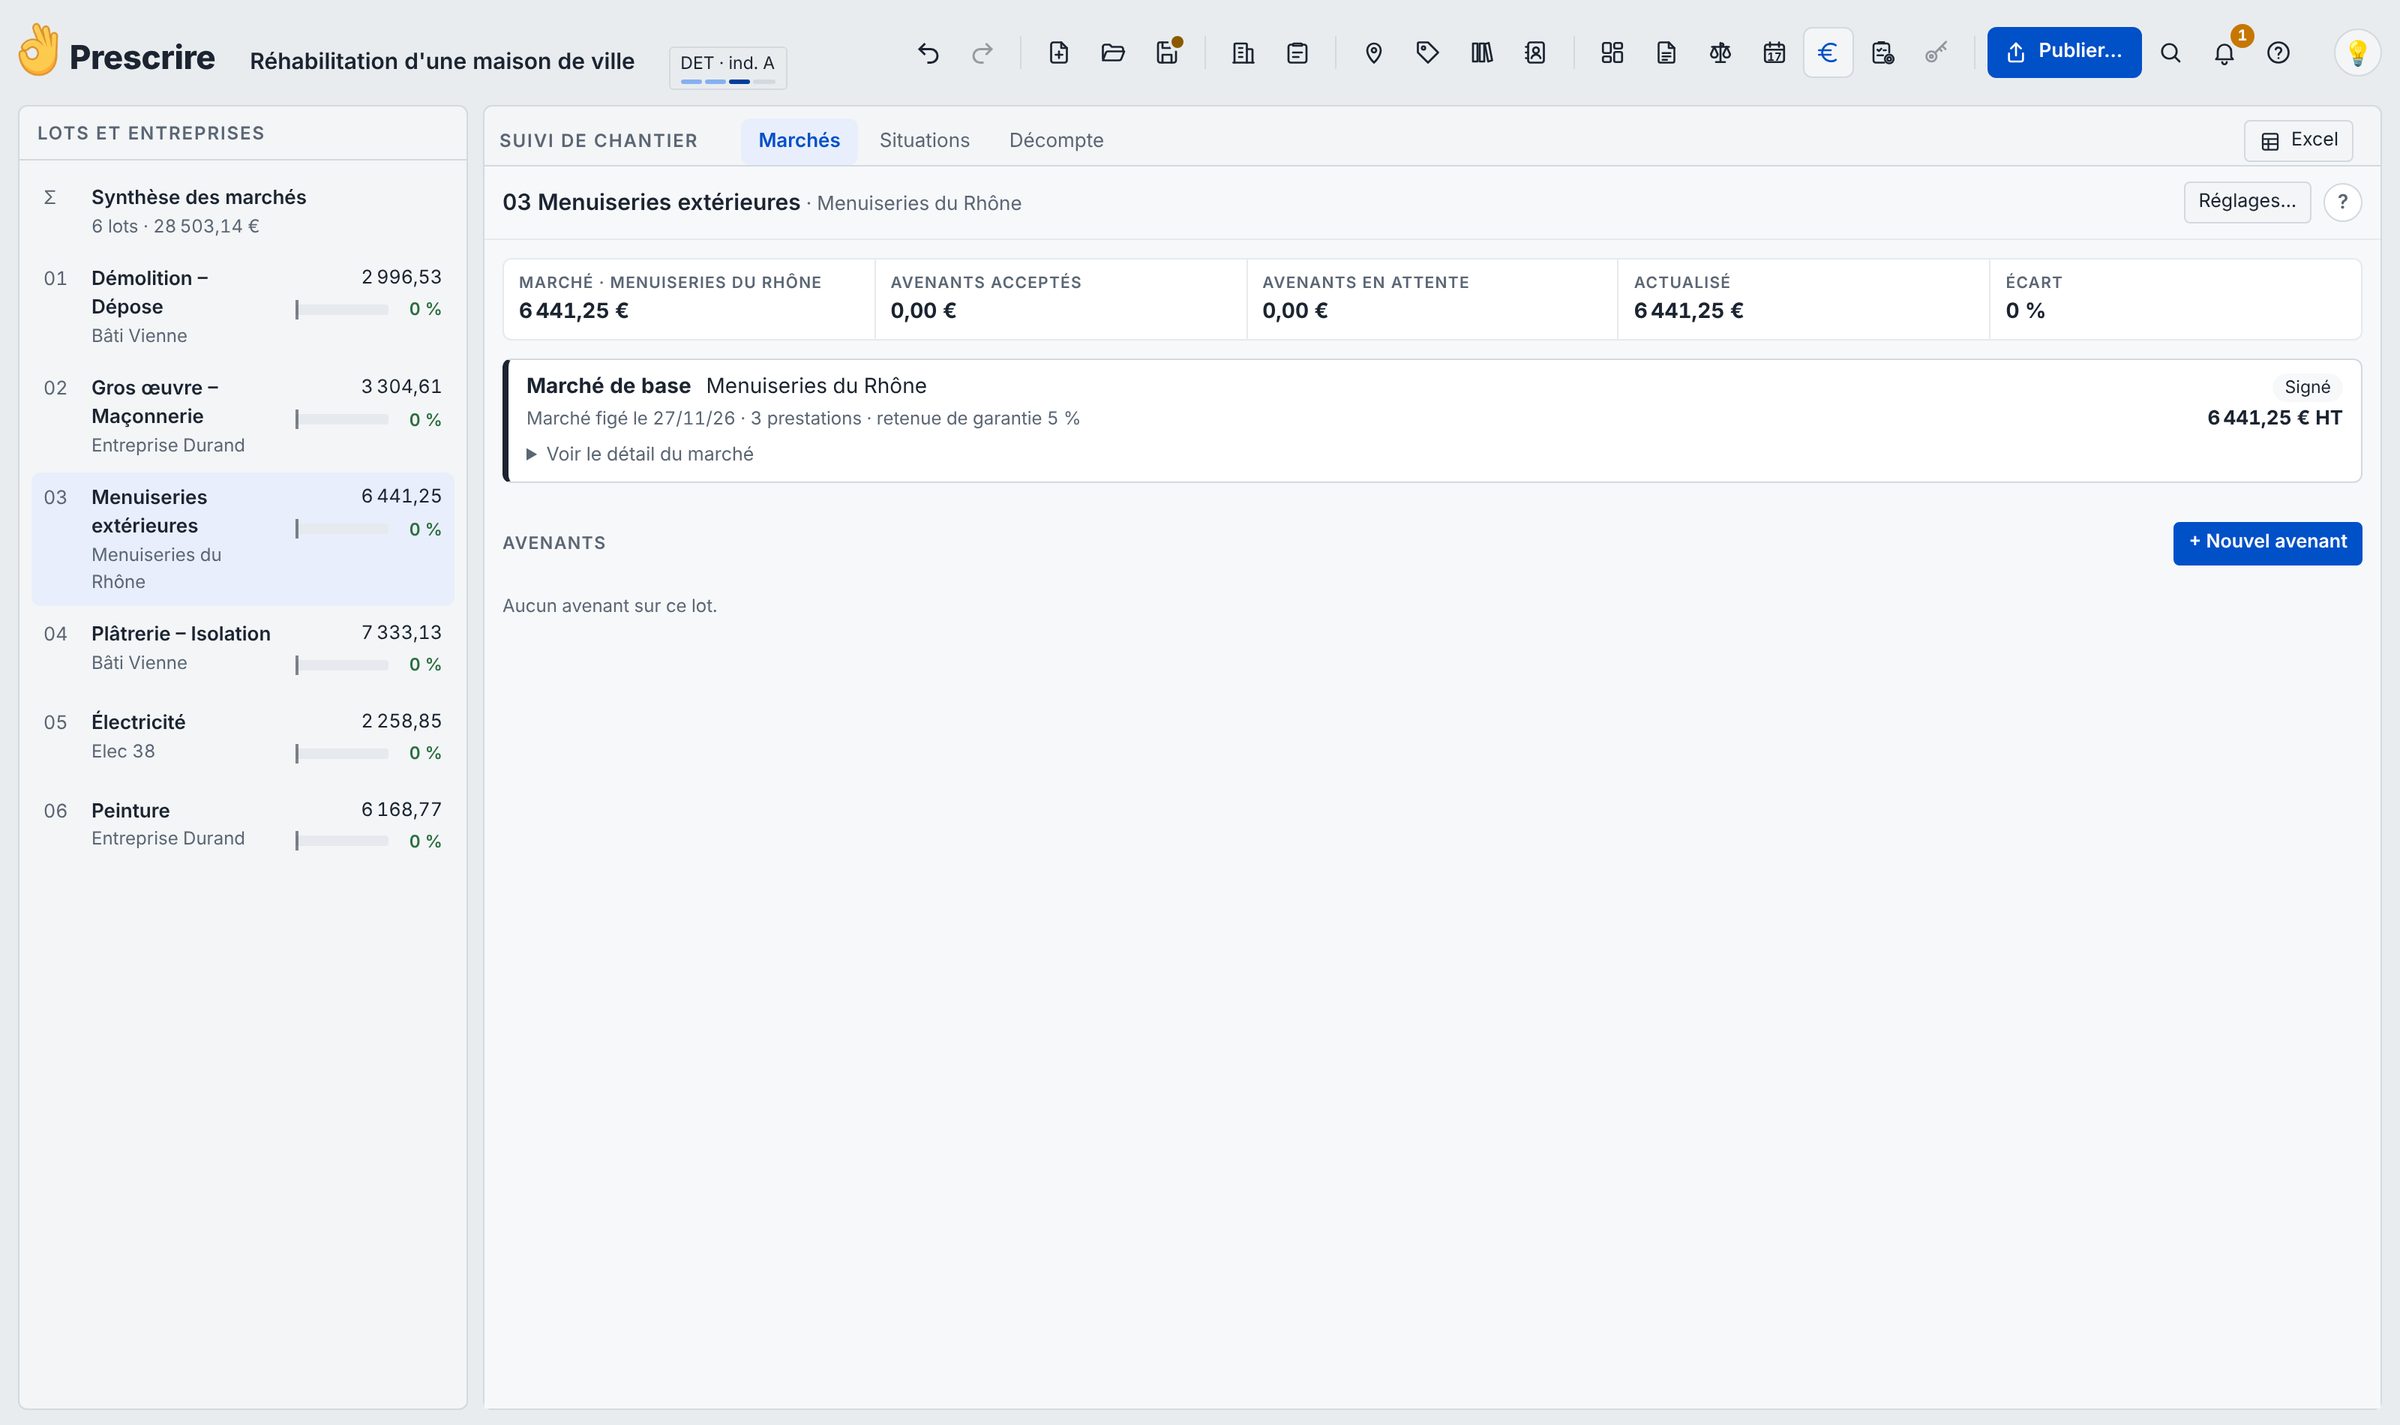 Prescrire
Réhabilitation d'une maison de ville
DET · ind. A
17
€
Publier...
1
LOTS ET ENTREPRISES
Σ Synthèse des marchés
6 lots · 28 503,14 €
01 Démolition – Dépose 2 996,53
0 %
Bâti Vienne
02 Gros œuvre – Maçonnerie 3 304,61
0 %
Entreprise Durand
03 Menuiseries extérieures 6 441,25
0 %
Menuiseries du Rhône
04 Plâtrerie – Isolation 7 333,13
Bâti Vienne 0 %
05 Électricité 2 258,85
Elec 38 0 %
06 Peinture 6 168,77
Entreprise Durand 0 %
SUIVI DE CHANTIER Marchés Situations Décompte Excel
03 Menuiseries extérieures · Menuiseries du Rhône Réglages... ?
MARCHÉ · MENUISERIES DU RHÔNE
6 441,25 €
AVENANTS ACCEPTÉS
0,00 €
AVENANTS EN ATTENTE
0,00 €
ACTUALISÉ
6 441,25 €
ÉCART
0 %
Marché de base Menuiseries du Rhône Signé
Marché figé le 27/11/26 · 3 prestations · retenue de garantie 5 % 6 441,25 € HT
Voir le détail du marché
AVENANTS + Nouvel avenant
Aucun avenant sur ce lot.